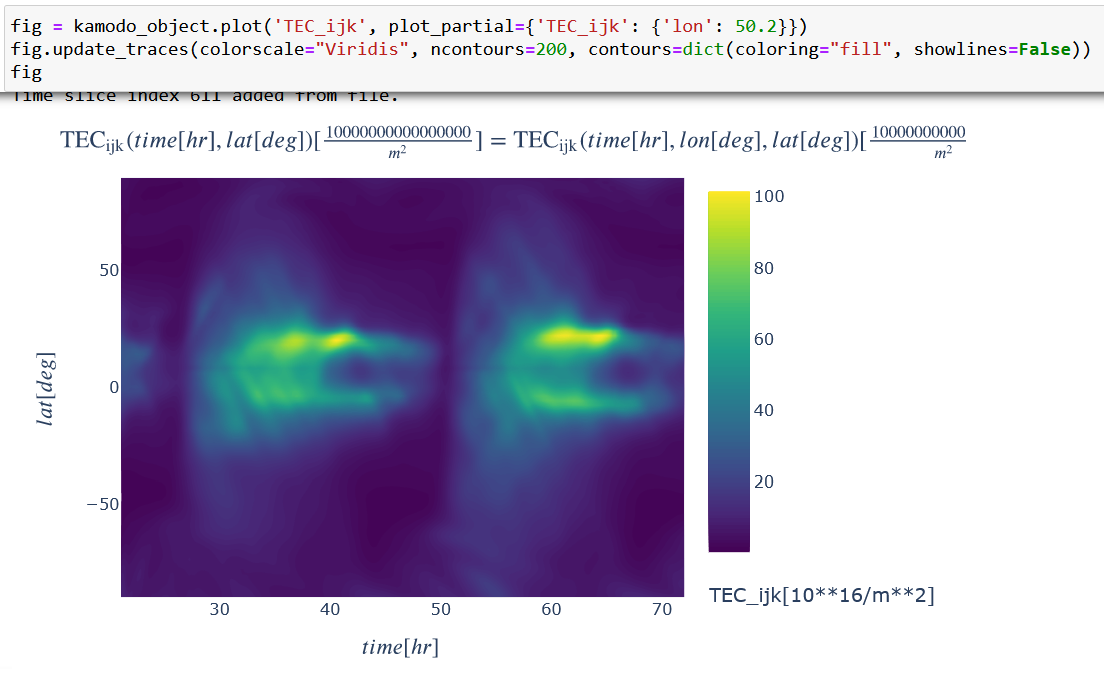 fig = kamodo_object.plot('TEC_ijk', plot_partial={'TEC_ijk': {'lon': 50.2}})
fig.update_traces(colorscale="Viridis", ncontours=200, contours=dict(coloring="fill", showlines=False))
fig
Time slice index 611 added from file.
TEC_ijk(time[hr], lat[deg])[10000000000000000/m²] = TEC_ijk(time[hr], lon[deg], lat[deg])[10000000000/m²]
100
80
60
40
20
50
0
−50
lat[deg]
30 40 50 60 70
time[hr]
TEC_ijk[10**16/m**2]